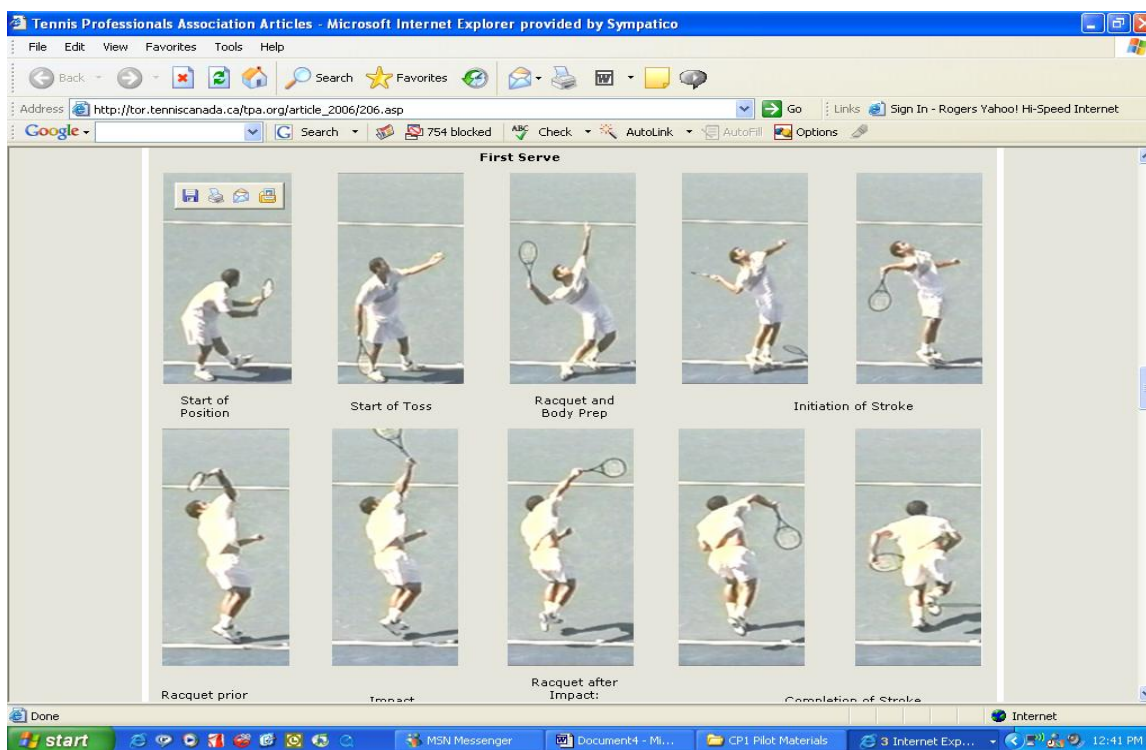 Tennis Professionals Association Articles - Microsoft Internet Explorer provided by Sympatico
File Edit View Favorites Tools Help
Back Search Favorites
Address http://tor.tenniscanada.ca/tpa.org/article_2006/206.asp Go Links Sign In - Rogers Yahoo! Hi-Speed Internet
Google Search 754 blocked ABC Check AutoLink AutoFill Options
First Serve
Start of
Position
Start of Toss
Racquet and
Body Prep
Initiation of Stroke
Racquet prior
Impact
Racquet after
Impact:
Completion of Stroke
Done Internet
start MSN Messenger Document4 - Mi... CP1 Pilot Materials 3 Internet Exp... 12:41 PM